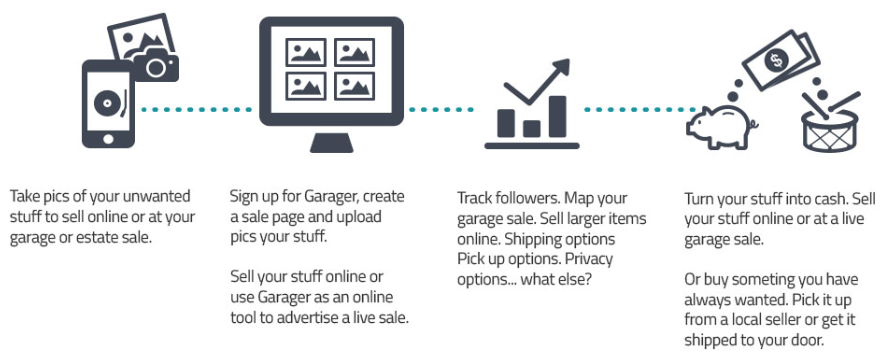 Take pics of your unwanted
stuff to sell online or at your
garage or estate sale.
Sign up for Garager, create
a sale page and upload
pics your stuff.
Sell your stuff online or
use Garager as an online
tool to advertise a live sale.
Track followers. Map your
garage sale. Sell larger items
online. Shipping options
Pick up options. Privacy
options... what else?
$
Turn your stuff into cash. Sell
your stuff online or at a live
garage sale.
Or buy someting you have
always wanted. Pick it up
from a local seller or get it
shipped to your door.